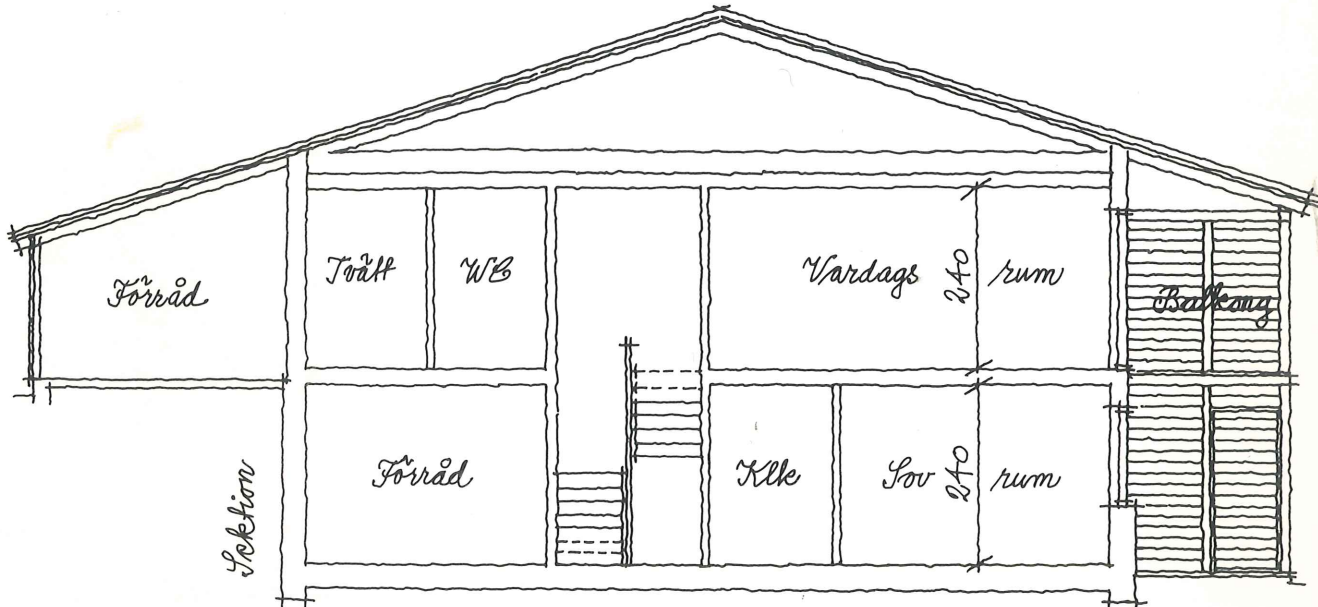 Förråd
Tvätt
WC
Vardags 240 rum
Balkong
Förråd
Klk
Sov 240 rum
Sektion